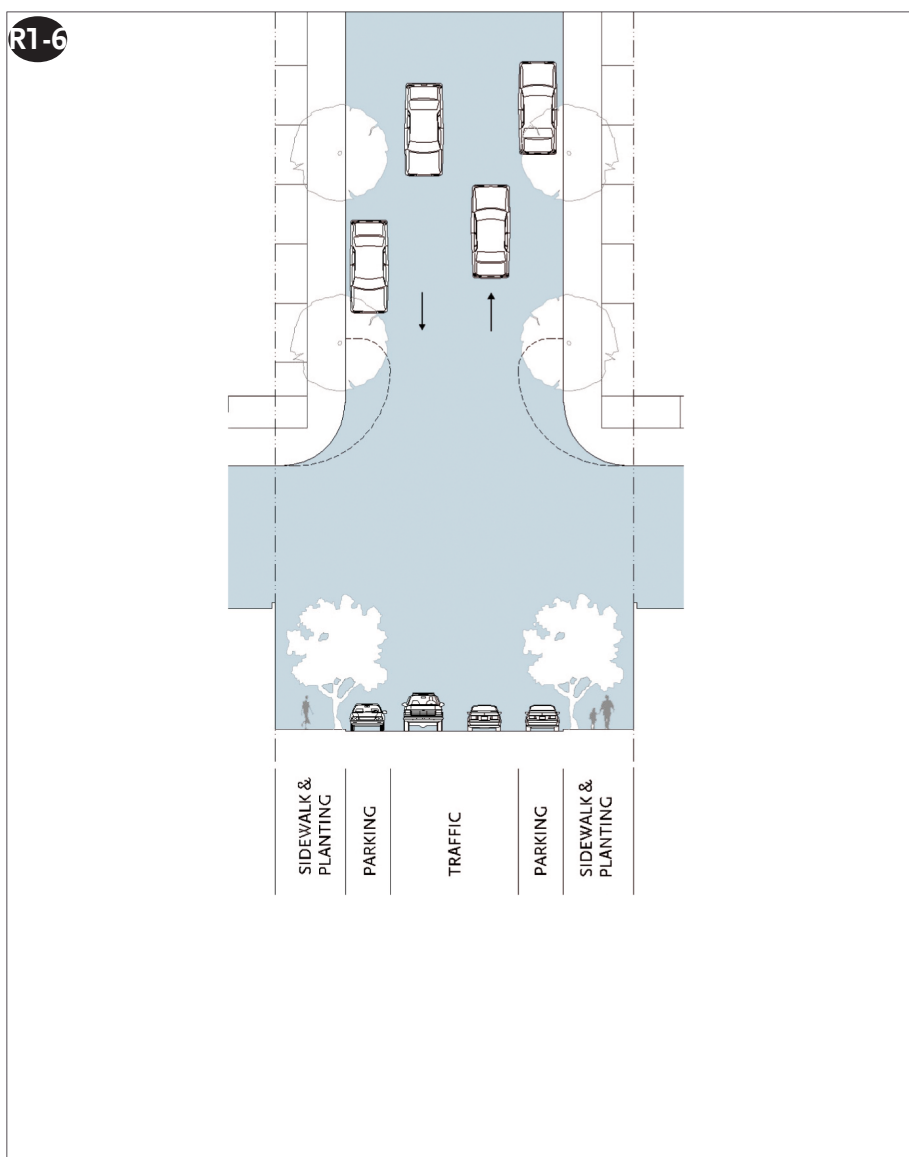 R1-6
SIDEWALK &
PLANTING
PARKING
TRAFFIC
PARKING
SIDEWALK &
PLANTING